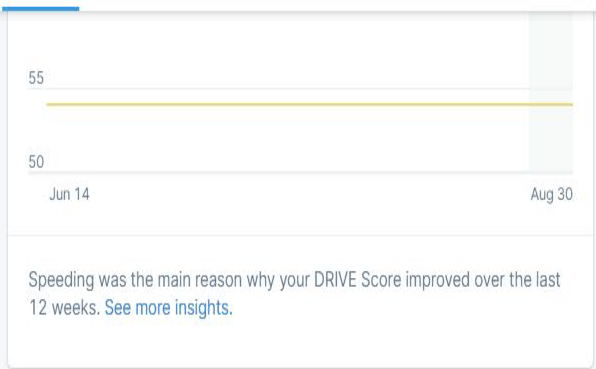 55
50
Jun 14 Aug 30
Speeding was the main reason why your DRIVE Score improved over the last
12 weeks. See more insights.